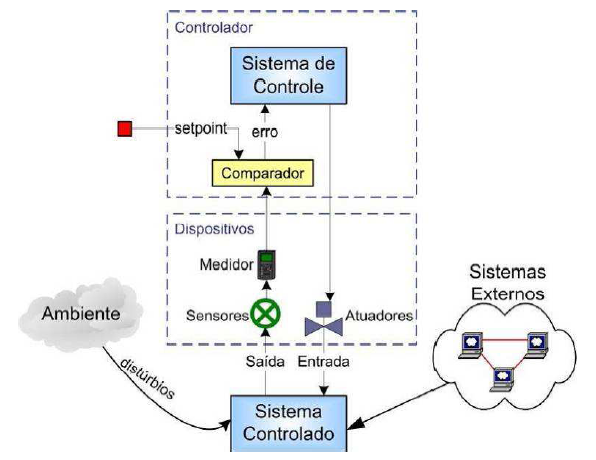 Controlador
Sistema de
Controle
setpoint
erro
Comparador
Dispositivos
Medidor
Sensores
Atuadores
Ambiente
Sistemas
Externos
Saída
Entrada
distúrbios
Sistema
Controlado